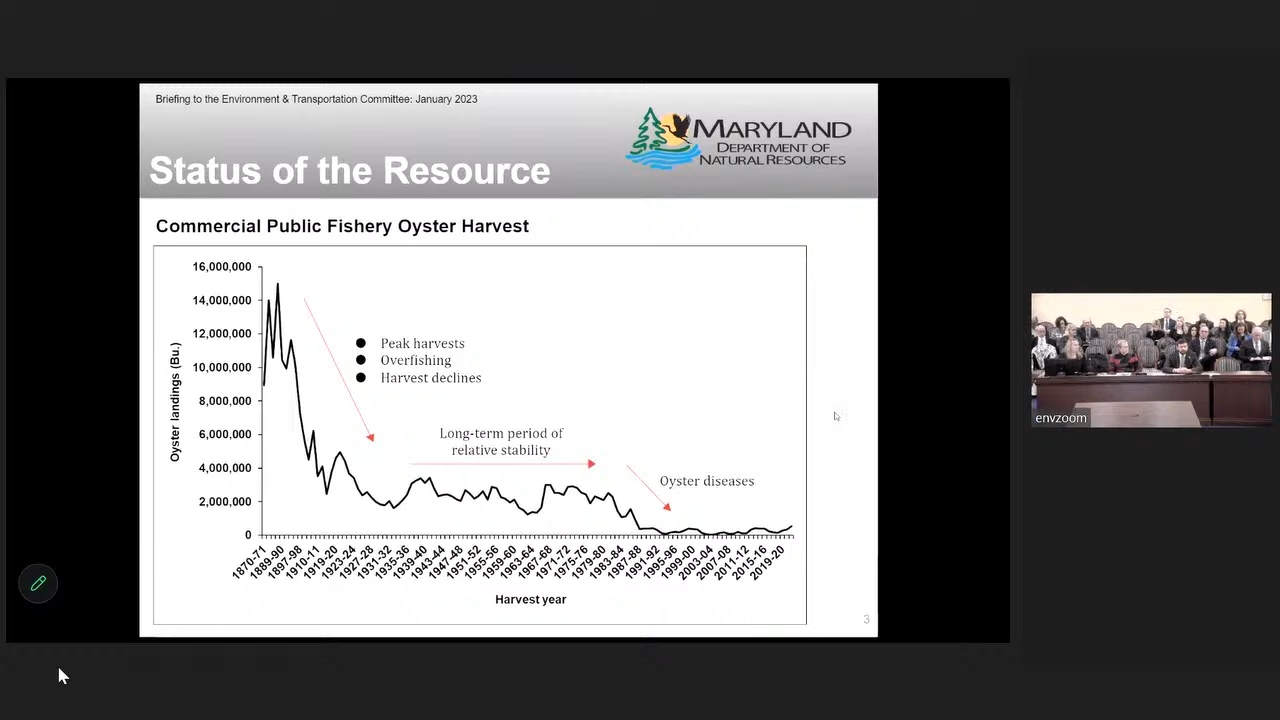 Briefing to the Environment & Transportation Committee: January 2023
MARYLAND
DEPARTMENT OF
NATURAL RESOURCES
Status of the Resource
Commercial Public Fishery Oyster Harvest
16,000,000
14,000,000
12,000,000
10,000,000
8,000,000
6,000,000
4,000,000
2,000,000
0
Oyster landings (Bu.)
Peak harvests
Overfishing
Harvest declines
Long-term period of
relative stability
Oyster diseases
1870-71
1889-90
1897-98
1910-11
1919-20
1923-24
1927-28
1931-32
1935-36
1939-40
1943-44
1947-48
1951-52
1955-56
1959-60
1963-64
1967-68
1971-72
1975-76
1979-80
1983-84
1987-88
1991-92
1995-96
1999-00
2003-04
2007-08
2011-12
2015-16
2019-20
Harvest year
3
envzoom